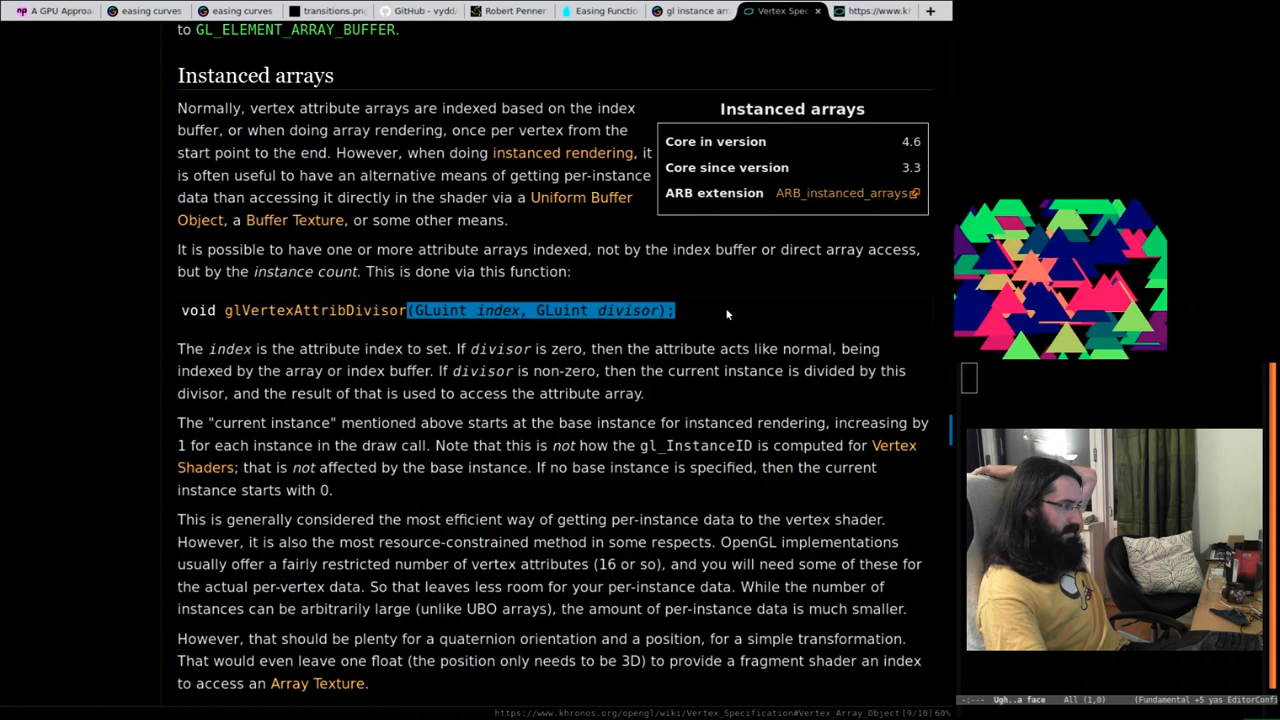 A GPU Approa
easing curves
easing curves
transitions.pn
GitHub - vydd
Robert Penner
Easing Functio
gl instance arr
Vertex Spec
https://www.kh
to GL_ELEMENT_ARRAY_BUFFER.
Instanced arrays
Normally, vertex attribute arrays are indexed based on the index
buffer, or when doing array rendering, once per vertex from the
start point to the end. However, when doing instanced rendering, it
is often useful to have an alternative means of getting per-instance
data than accessing it directly in the shader via a Uniform Buffer
Object, a Buffer Texture, or some other means.
Instanced arrays
Core in version 4.6
Core since version 3.3
ARB extension ARB_instanced_arrays
It is possible to have one or more attribute arrays indexed, not by the index buffer or direct array access,
but by the instance count. This is done via this function:
void glVertexAttribDivisor(GLuint index, GLuint divisor);
The index is the attribute index to set. If divisor is zero, then the attribute acts like normal, being
indexed by the array or index buffer. If divisor is non-zero, then the current instance is divided by this
divisor, and the result of that is used to access the attribute array.
The "current instance" mentioned above starts at the base instance for instanced rendering, increasing by
1 for each instance in the draw call. Note that this is not how the gl_InstanceID is computed for Vertex
Shaders; that is not affected by the base instance. If no base instance is specified, then the current
instance starts with 0.
This is generally considered the most efficient way of getting per-instance data to the vertex shader.
However, it is also the most resource-constrained method in some respects. OpenGL implementations
usually offer a fairly restricted number of vertex attributes (16 or so), and you will need some of these for
the actual per-vertex data. So that leaves less room for your per-instance data. While the number of
instances can be arbitrarily large (unlike UBO arrays), the amount of per-instance data is much smaller.
However, that should be plenty for a quaternion orientation and a position, for a simple transformation.
That would even leave one float (the position only needs to be 3D) to provide a fragment shader an index
to access an Array Texture.
https://www.khronos.org/opengl/wiki/Vertex_Specification#Vertex_Array_Object [9/10] 60%
-:--- Ugh..a face All (1,0) (Fundamental +5 yas EditorConf